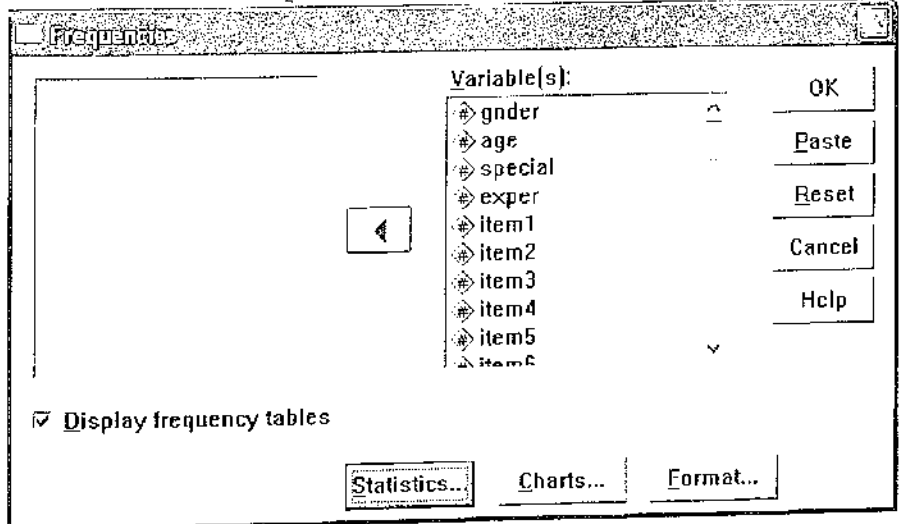 Frequencies
Variable(s):
gnder
age
special
exper
item1
item2
item3
item4
item5
item6
OK
Paste
Reset
Cancel
Help
Display frequency tables
Statistics...
Charts...
Format...